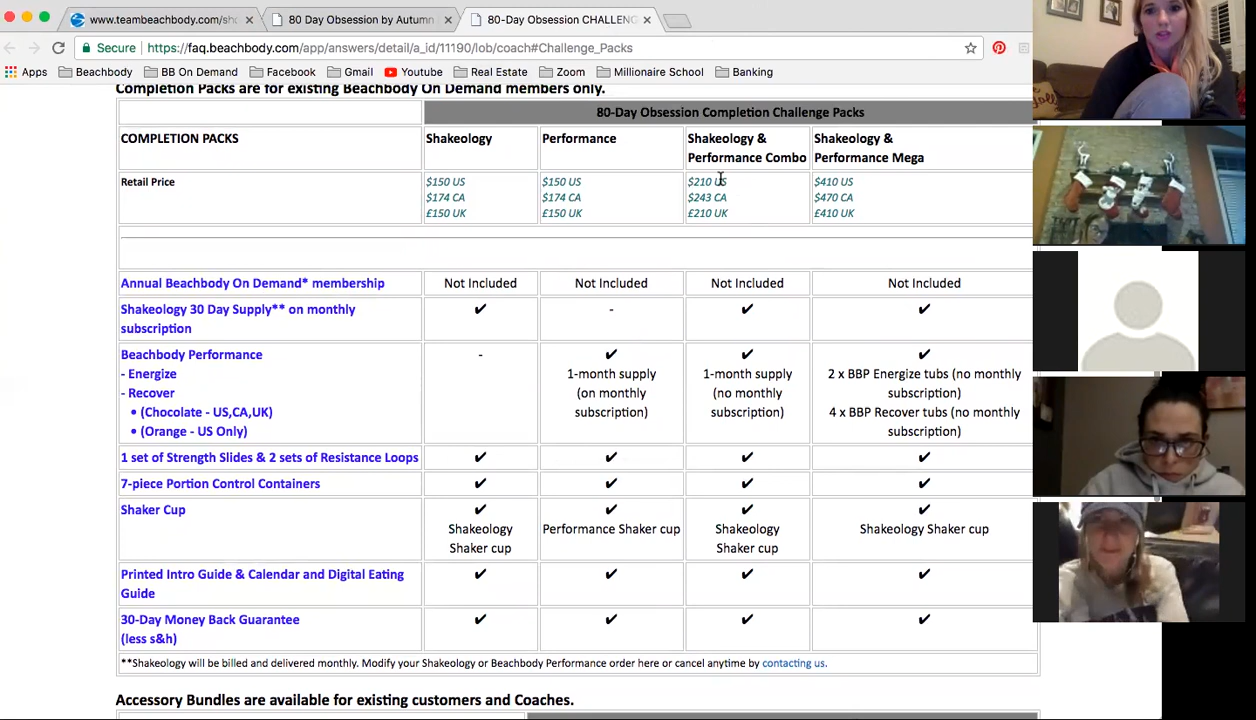 www.teambeachbody.com/sh
80 Day Obsession by Autumn
80-Day Obsession CHALLENG
Secure
https://faq.beachbody.com/app/answers/detail/a_id/11190/lob/coach#Challenge_Packs
Apps
Beachbody
BB On Demand
Facebook
Gmail
Youtube
Real Estate
Zoom
Millionaire School
Banking
Completion Packs are for existing Beachbody On Demand members only.
80-Day Obsession Completion Challenge Packs
COMPLETION PACKS
Shakeology
Performance
Shakeology &
Performance Combo
Shakeology &
Performance Mega
Retail Price
$150 US
$174 CA
£150 UK
$150 US
$174 CA
£150 UK
$210 US
$243 CA
£210 UK
$410 US
$470 CA
£410 UK
Annual Beachbody On Demand* membership
Not Included
Not Included
Not Included
Not Included
Shakeology 30 Day Supply** on monthly
subscription
✔
-
✔
✔
Beachbody Performance
- Energize
- Recover
• (Chocolate - US,CA,UK)
• (Orange - US Only)
-
✔
1-month supply
(on monthly
subscription)
✔
1-month supply
(no monthly
subscription)
✔
2 x BBP Energize tubs (no monthly
subscription)
4 x BBP Recover tubs (no monthly
subscription)
1 set of Strength Slides & 2 sets of Resistance Loops
✔
✔
✔
✔
7-piece Portion Control Containers
✔
✔
✔
✔
Shaker Cup
✔
Shakeology
Shaker cup
✔
Performance Shaker cup
✔
Shakeology
Shaker cup
✔
Shakeology Shaker cup
Printed Intro Guide & Calendar and Digital Eating
Guide
✔
✔
✔
✔
30-Day Money Back Guarantee
(less s&h)
✔
✔
✔
✔
**Shakeology will be billed and delivered monthly. Modify your Shakeology or Beachbody Performance order here or cancel anytime by contacting us.
Accessory Bundles are available for existing customers and Coaches.